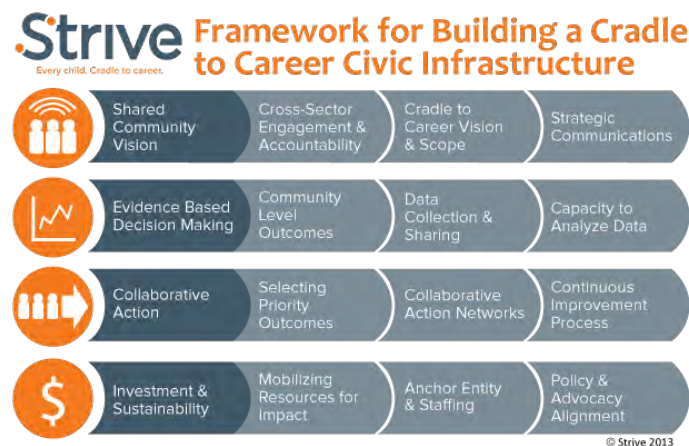 Strive
Every child. Cradle to career.
Framework for Building a Cradle
to Career Civic Infrastructure
Shared
Community
Vision
Cross-Sector
Engagement &
Accountability
Cradle to
Career Vision
& Scope
Strategic
Communications
Evidence Based
Decision Making
Community
Level
Outcomes
Data
Collection &
Sharing
Capacity to
Analyze Data
Collaborative
Action
Selecting
Priority
Outcomes
Collaborative
Action Networks
Continuous
Improvement
Process
$
Investment &
Sustainability
Mobilizing
Resources for
Impact
Anchor Entity
& Staffing
Policy &
Advocacy
Alignment
© Strive 2013